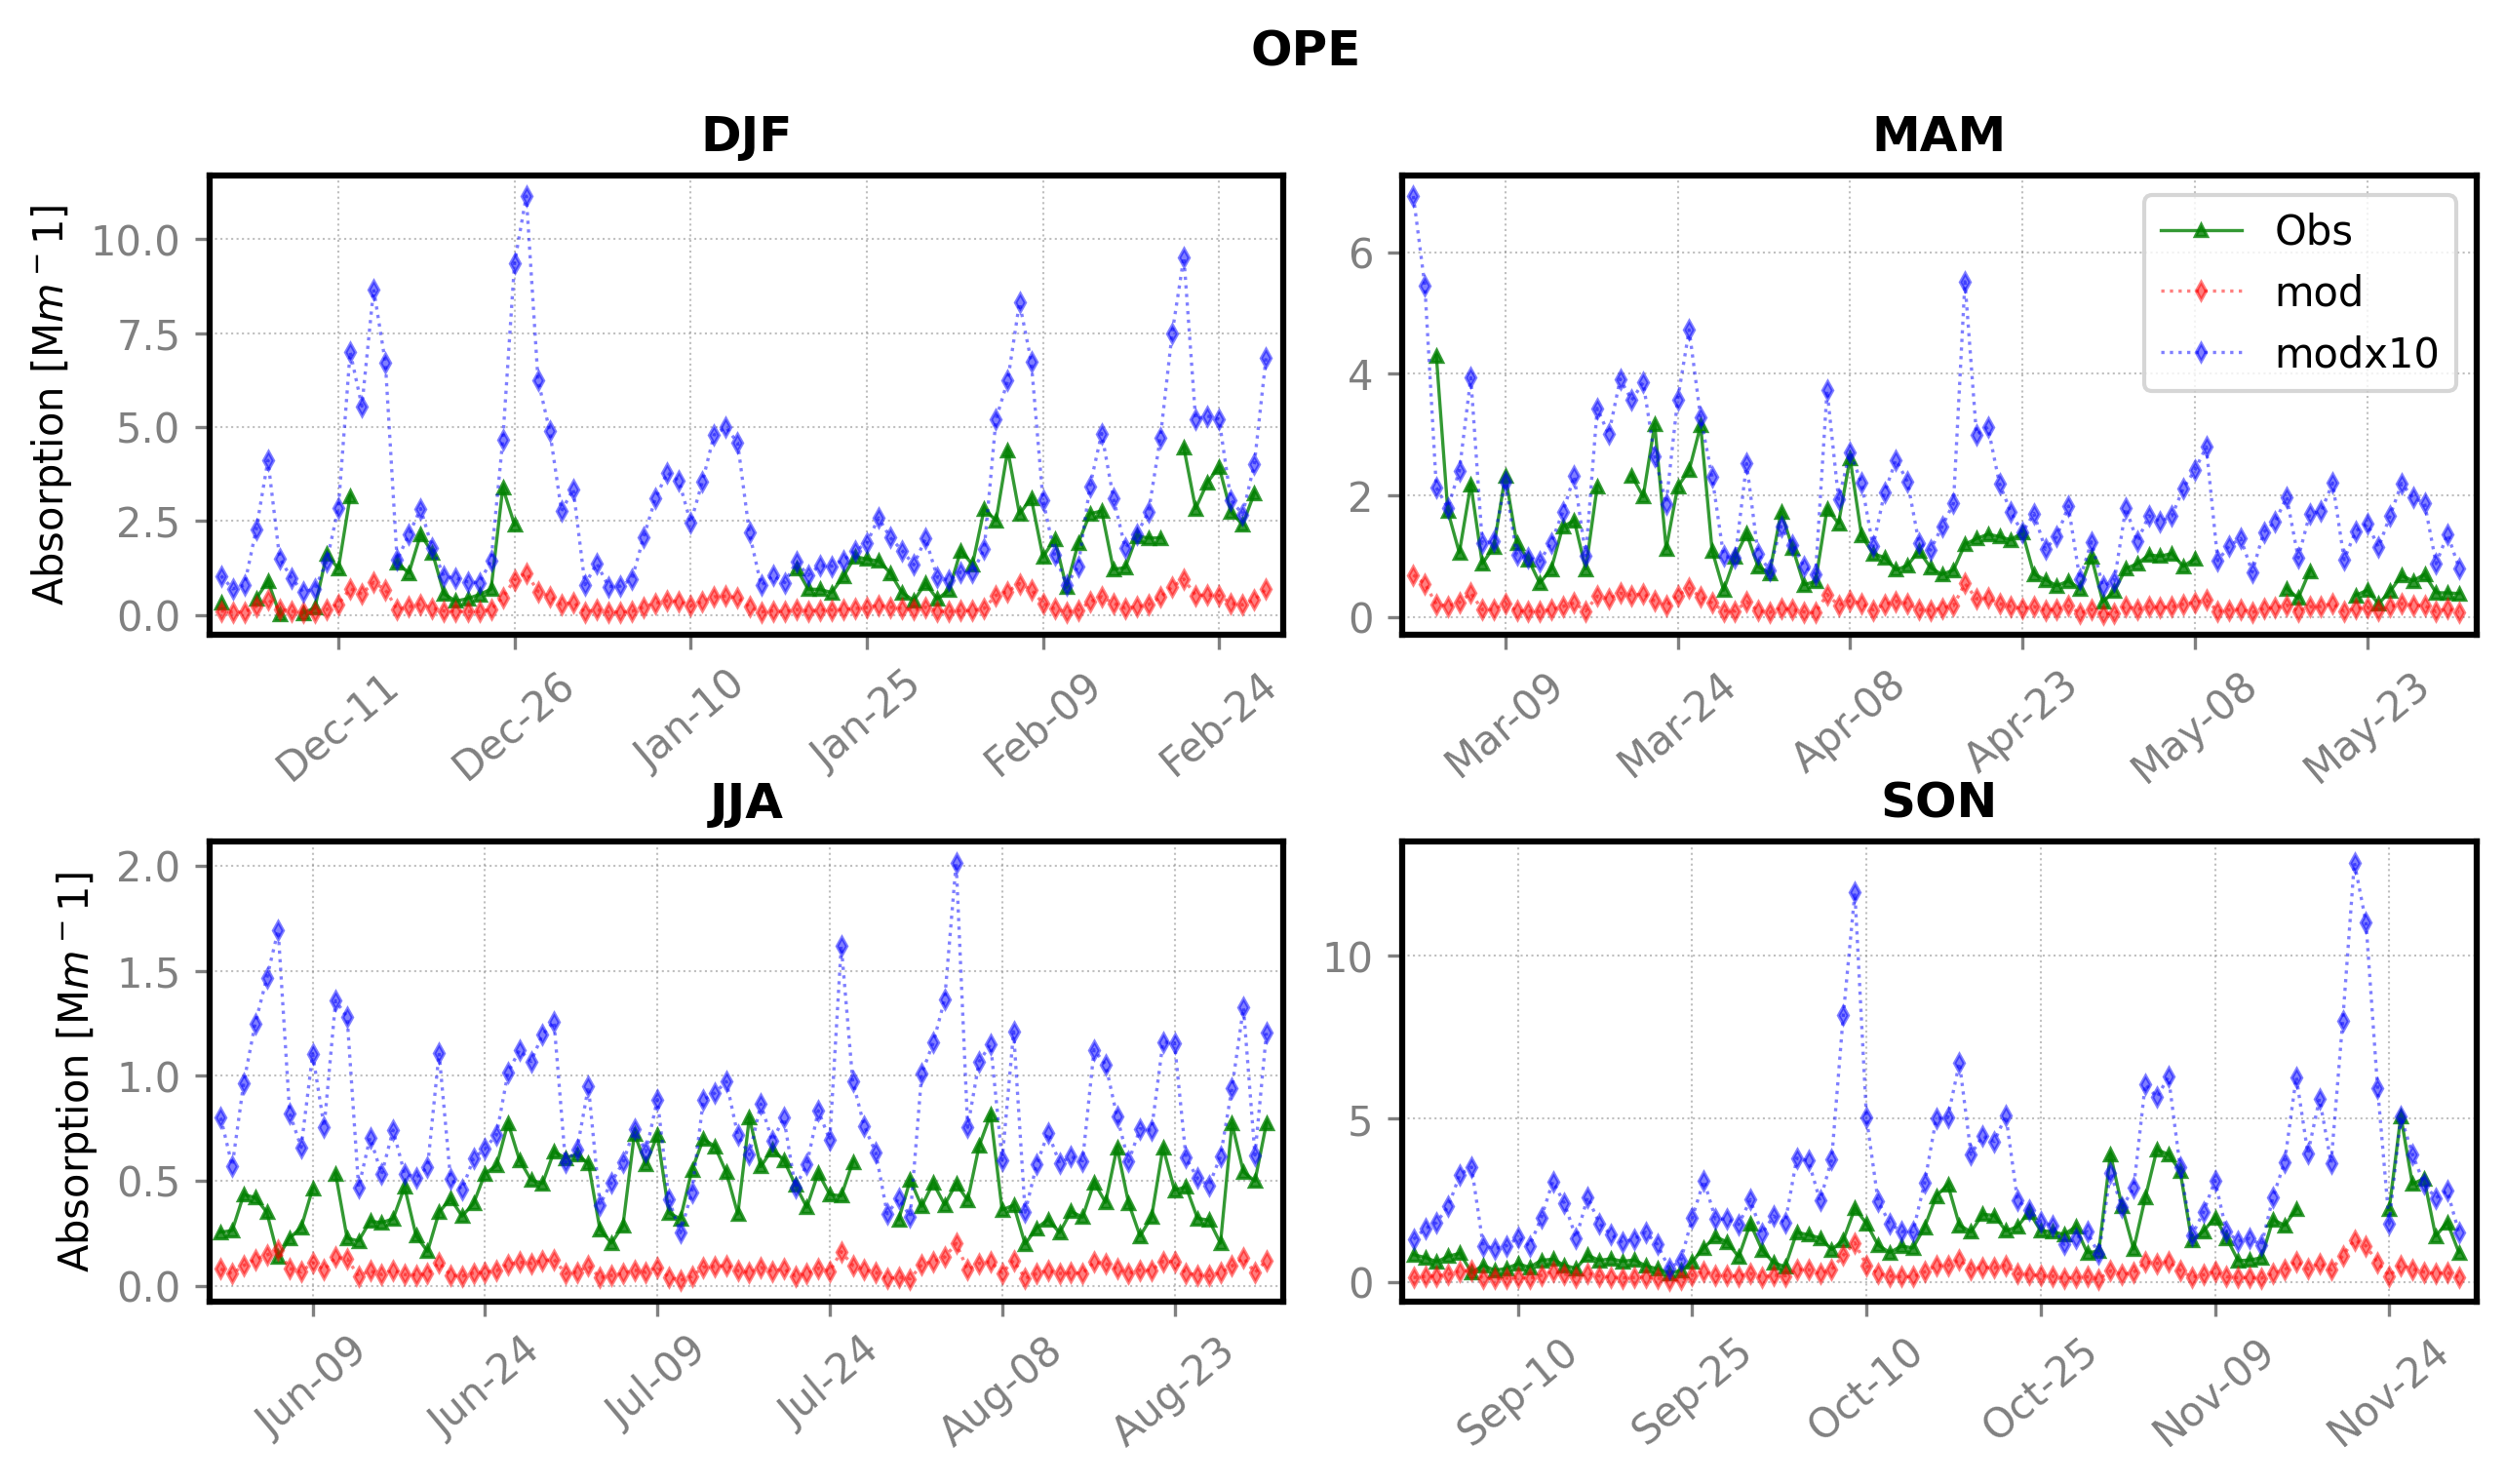 OPE
DJF
Absorption [Mm − 1]
10.0
7.5
5.0
2.5
0.0
Dec-11
Dec-26
Jan-10
Jan-25
Feb-09
Feb-24
MAM
6
4
2
0
Obs
mod
modx10
Mar-09
Mar-24
Apr-08
Apr-23
May-08
May-23
JJA
Absorption [Mm − 1]
2.0
1.5
1.0
0.5
0.0
Jun-09
Jun-24
Jul-09
Jul-24
Aug-08
Aug-23
SON
10
5
0
Sep-10
Sep-25
Oct-10
Oct-25
Nov-09
Nov-24